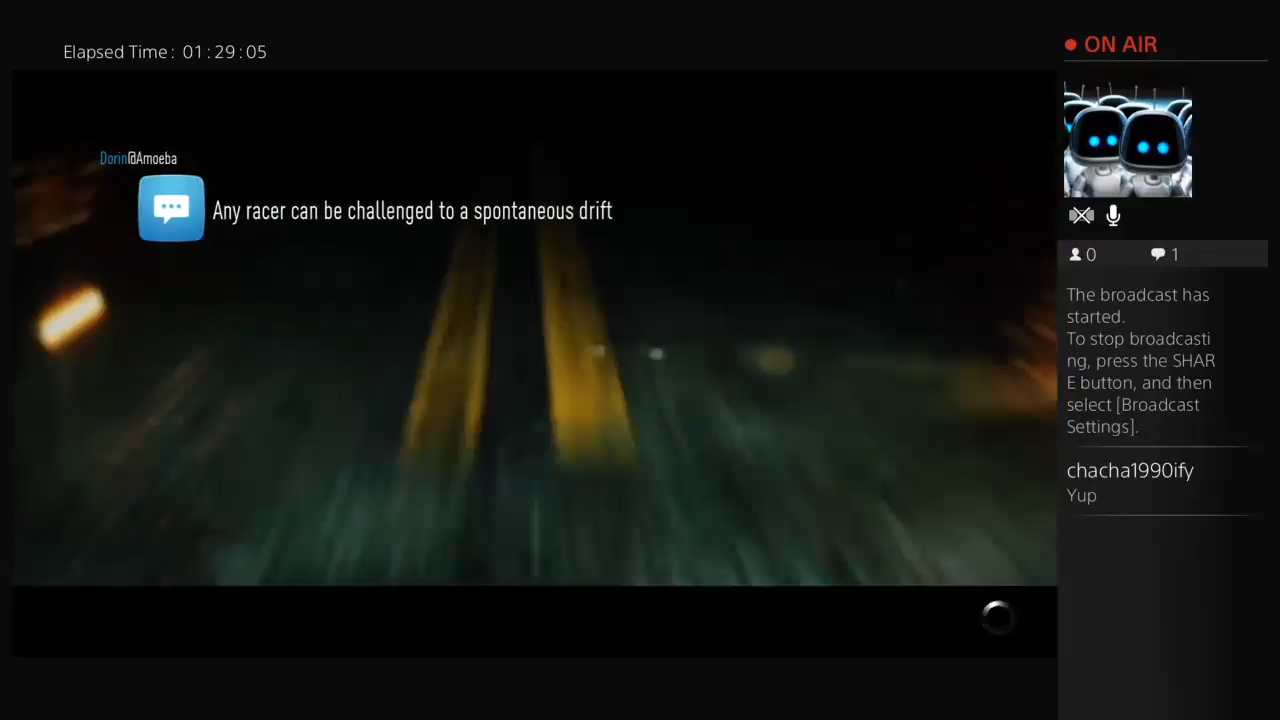 Elapsed Time: 01:29:05
ON AIR
Dorin@Amoeba
Any racer can be challenged to a spontaneous drift
0 1
The broadcast has
started.
To stop broadcasti
ng, press the SHAR
E button, and then
select [Broadcast
Settings].
chacha1990ify
Yup